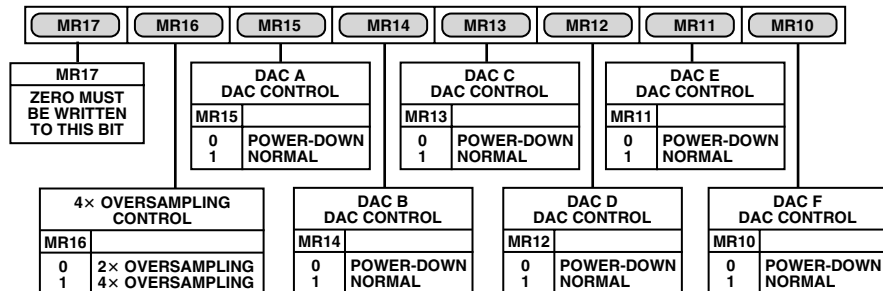 MR17 MR16 MR15 MR14 MR13 MR12 MR11 MR10
MR17
ZERO MUST
BE WRITTEN
TO THIS BIT
DAC A
DAC CONTROL
MR15
0 POWER-DOWN
1 NORMAL
DAC C
DAC CONTROL
MR13
0 POWER-DOWN
1 NORMAL
DAC E
DAC CONTROL
MR11
0 POWER-DOWN
1 NORMAL
4× OVERSAMPLING
CONTROL
MR16
0 2× OVERSAMPLING
1 4× OVERSAMPLING
DAC B
DAC CONTROL
MR14
0 POWER-DOWN
1 NORMAL
DAC D
DAC CONTROL
MR12
0 POWER-DOWN
1 NORMAL
DAC F
DAC CONTROL
MR10
0 POWER-DOWN
1 NORMAL